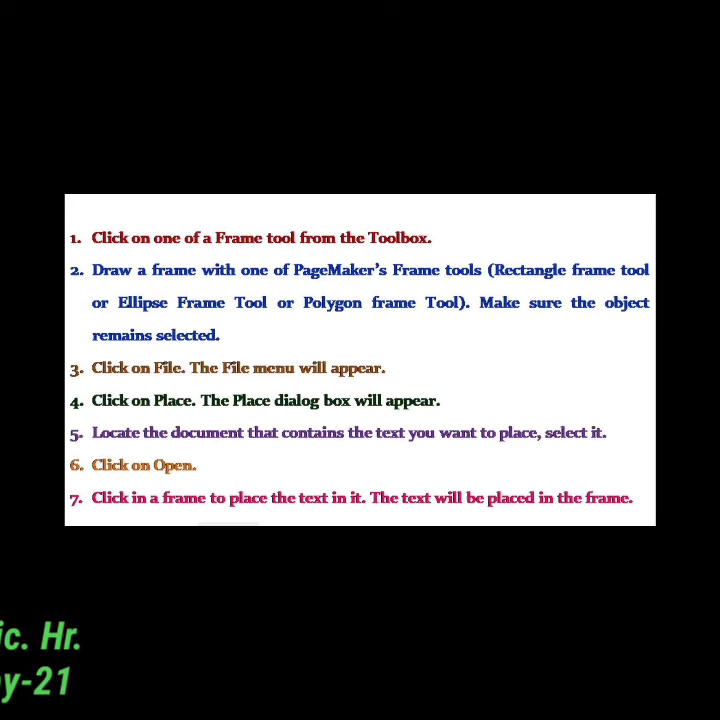 1. Click on one of a Frame tool from the Toolbox.
2. Draw a frame with one of PageMaker's Frame tools (Rectangle frame tool
or Ellipse Frame Tool or Polygon frame Tool). Make sure the object
remains selected.
3. Click on File. The File menu will appear.
4. Click on Place. The Place dialog box will appear.
5. Locate the document that contains the text you want to place, select it.
6. Click on Open.
7. Click in a frame to place the text in it. The text will be placed in the frame.
ic. Hr.
y-21